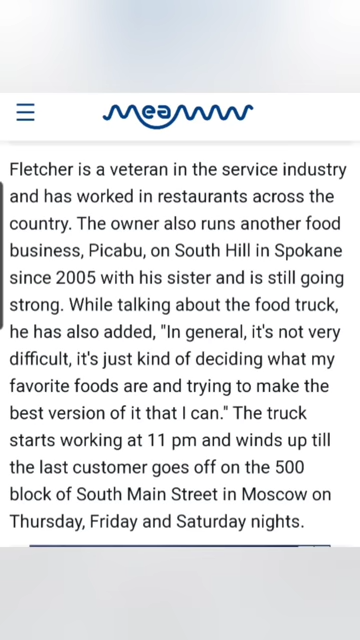 meaWW
Fletcher is a veteran in the service industry
and has worked in restaurants across the
country. The owner also runs another food
business, Picabu, on South Hill in Spokane
since 2005 with his sister and is still going
strong. While talking about the food truck,
he has also added, "In general, it's not very
difficult, it's just kind of deciding what my
favorite foods are and trying to make the
best version of it that I can." The truck
starts working at 11 pm and winds up till
the last customer goes off on the 500
block of South Main Street in Moscow on
Thursday, Friday and Saturday nights.